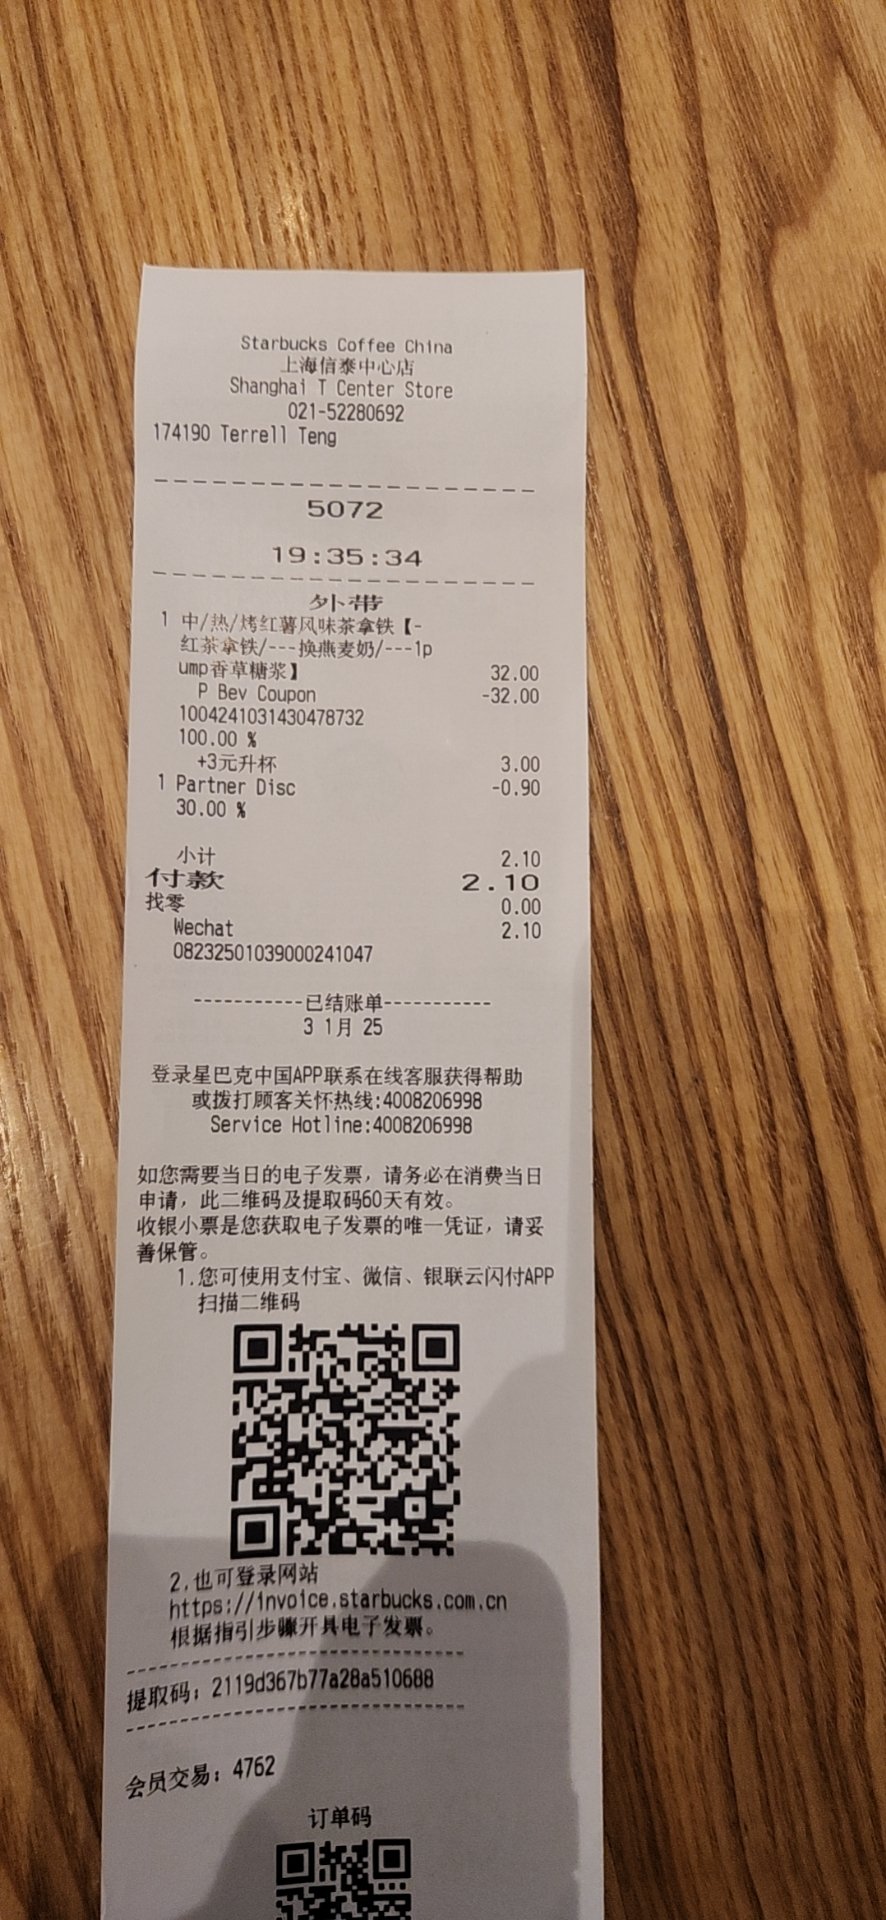 Starbucks Coffee China
上海信泰中心店
Shanghai T Center Store
021-52280692
174190 Terrell Teng
5072
19:35:34
外带
1 中/热/烤红薯风味茶拿铁【-
红茶拿铁/---换燕麦奶/---1p
ump香草糖浆】 32.00
P Bev Coupon -32.00
1004241031430478732
100.00 %
+3元升杯 3.00
1 Partner Disc -0.90
30.00 %
小计 2.10
付款 2.10
找零 0.00
Wechat 2.10
08232501039000241047
-----------已结账单-----------
3 1月 25
登录星巴克中国APP联系在线客服获得帮助
或拨打顾客关怀热线:4008206998
Service Hotline:4008206998
如您需要当日的电子发票，请务必在消费当日
申请，此二维码及提取码60天有效。
收银小票是您获取电子发票的唯一凭证，请妥
善保管。
1.您可使用支付宝、微信、银联云闪付APP
扫描二维码
2.也可登录网站
https://invoice.starbucks.com.cn
根据指引步骤开具电子发票。
提取码：2119d367b77a28a510688
会员交易：4762
订单码